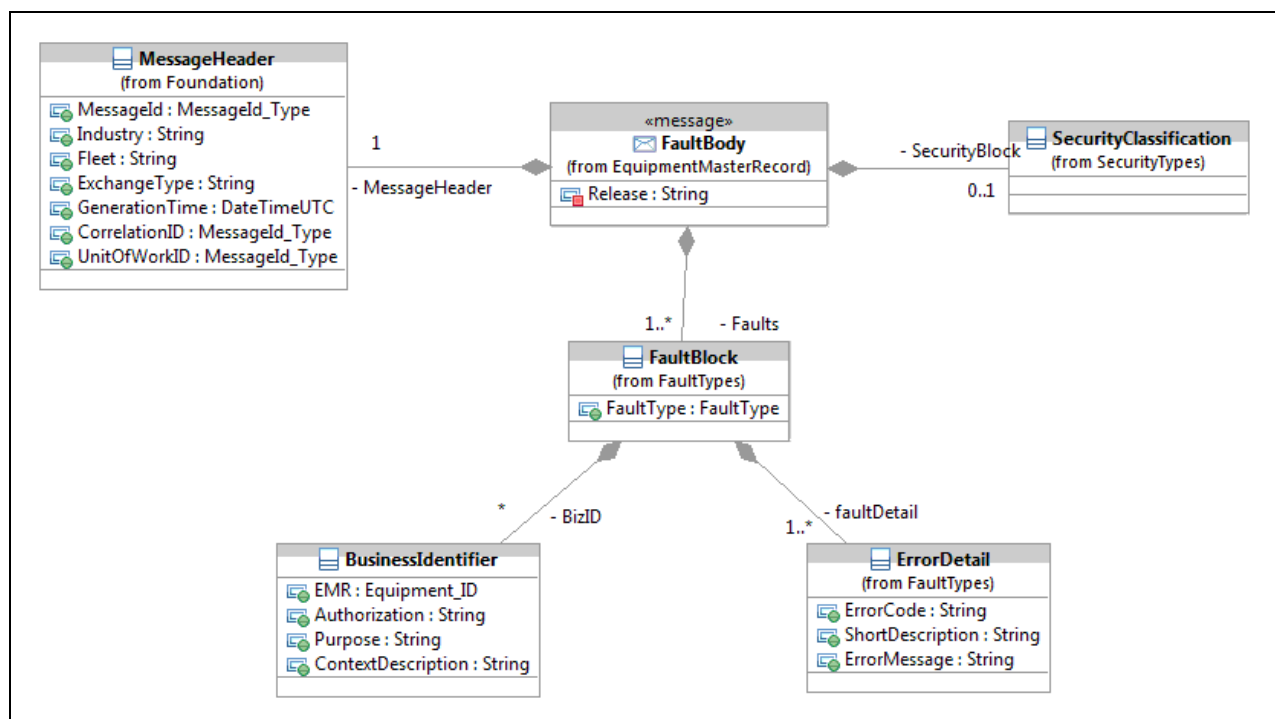 MessageHeader
(from Foundation)
MessageId : MessageId_Type
Industry : String
Fleet : String
ExchangeType : String
GenerationTime : DateTimeUTC
CorrelationID : MessageId_Type
UnitOfWorkID : MessageId_Type
1
- MessageHeader
«message»
FaultBody
(from EquipmentMasterRecord)
Release : String
- SecurityBlock
0..1
SecurityClassification
(from SecurityTypes)
1..*
- Faults
FaultBlock
(from FaultTypes)
FaultType : FaultType
*
- BizID
- faultDetail
1..*
BusinessIdentifier
EMR : Equipment_ID
Authorization : String
Purpose : String
ContextDescription : String
ErrorDetail
(from FaultTypes)
ErrorCode : String
ShortDescription : String
ErrorMessage : String